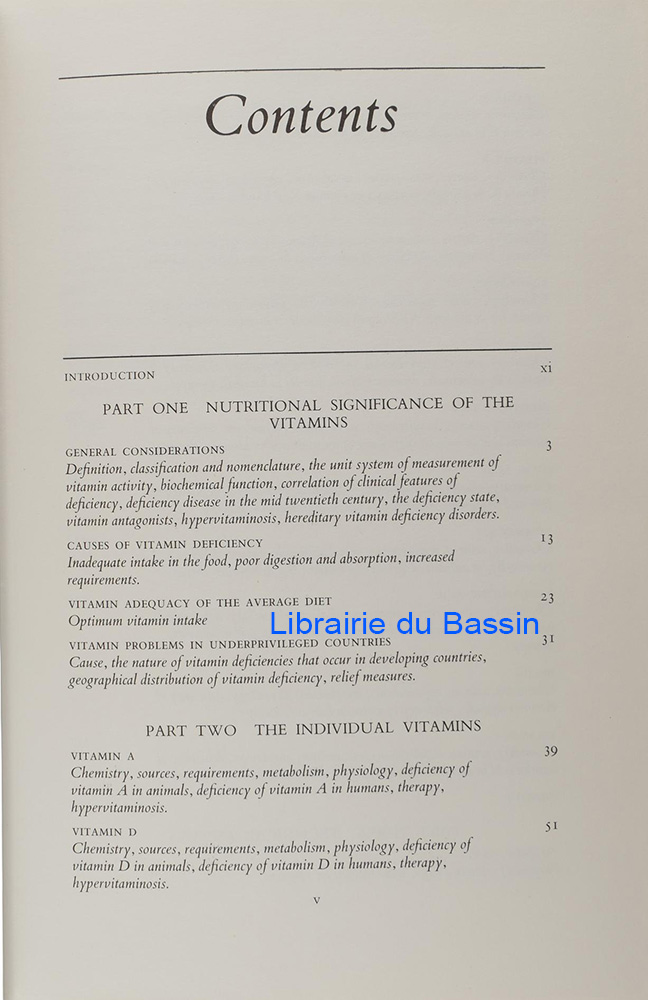 Contents
INTRODUCTION xi
PART ONE NUTRITIONAL SIGNIFICANCE OF THE
VITAMINS
GENERAL CONSIDERATIONS 3
Definition, classification and nomenclature, the unit system of measurement of
vitamin activity, biochemical function, correlation of clinical features of
deficiency, deficiency disease in the mid twentieth century, the deficiency state,
vitamin antagonists, hypervitaminosis, hereditary vitamin deficiency disorders.
CAUSES OF VITAMIN DEFICIENCY 13
Inadequate intake in the food, poor digestion and absorption, increased
requirements.
VITAMIN ADEQUACY OF THE AVERAGE DIET 23
Optimum vitamin intake
Librairie du Bassin
VITAMIN PROBLEMS IN UNDERPRIVILEGED COUNTRIES 31
Cause, the nature of vitamin deficiencies that occur in developing countries,
geographical distribution of vitamin deficiency, relief measures.
PART TWO THE INDIVIDUAL VITAMINS
VITAMIN A 39
Chemistry, sources, requirements, metabolism, physiology, deficiency of
vitamin A in animals, deficiency of vitamin A in humans, therapy,
hypervitaminosis.
VITAMIN D 51
Chemistry, sources, requirements, metabolism, physiology, deficiency of
vitamin D in animals, deficiency of vitamin D in humans, therapy,
hypervitaminosis.
v